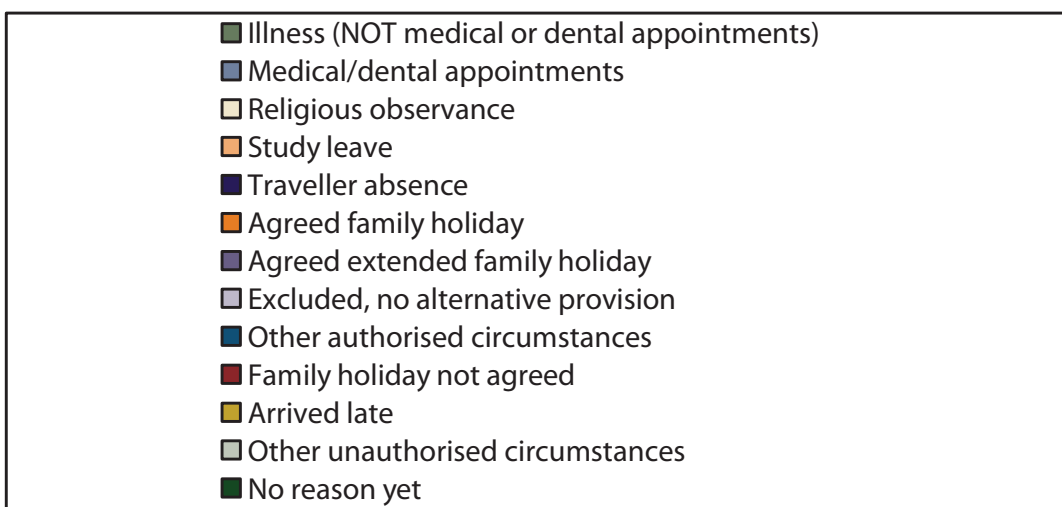 Illness (NOT medical or dental appointments)
Medical/dental appointments
Religious observance
Study leave
Traveller absence
Agreed family holiday
Agreed extended family holiday
Excluded, no alternative provision
Other authorised circumstances
Family holiday not agreed
Arrived late
Other unauthorised circumstances
No reason yet